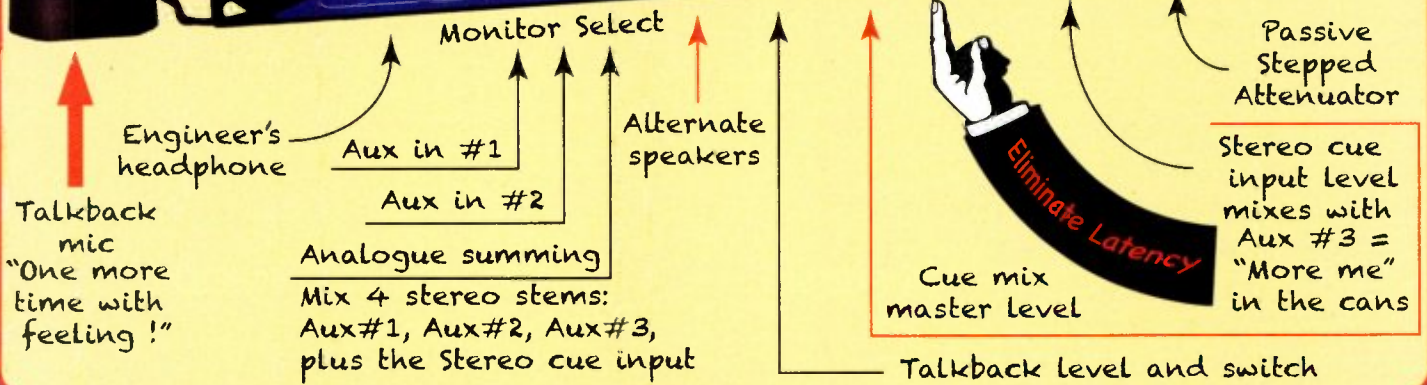 Monitor Select
Talkback
mic
"One more
time with
feeling !"
Engineer's
headphone
Aux in #1
Aux in #2
Analogue summing
Mix 4 stereo stems:
Aux#1, Aux#2, Aux#3,
plus the Stereo cue input
Alternate
speakers
Talkback level and switch
Cue mix
master level
Eliminate Latency
Passive
Stepped
Attenuator
Stereo cue
input level
mixes with
Aux #3 =
"More me"
in the cans